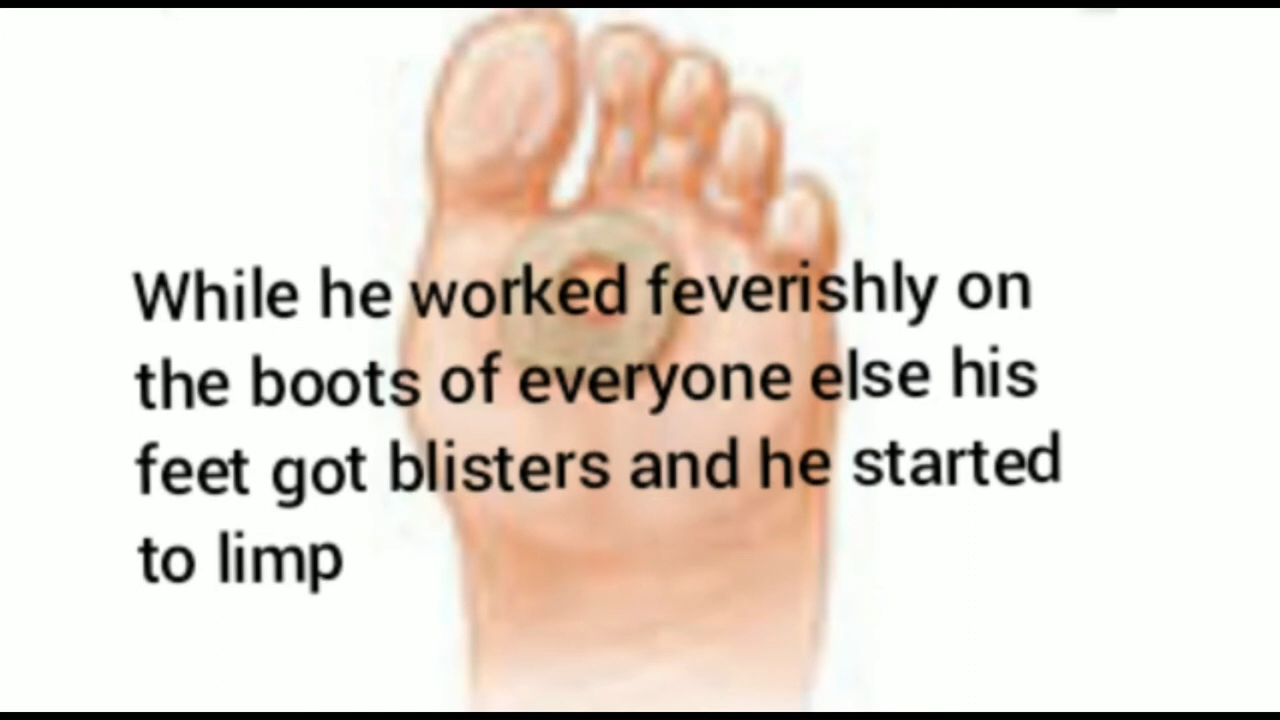 While he worked feverishly on
the boots of everyone else his
feet got blisters and he started
to limp